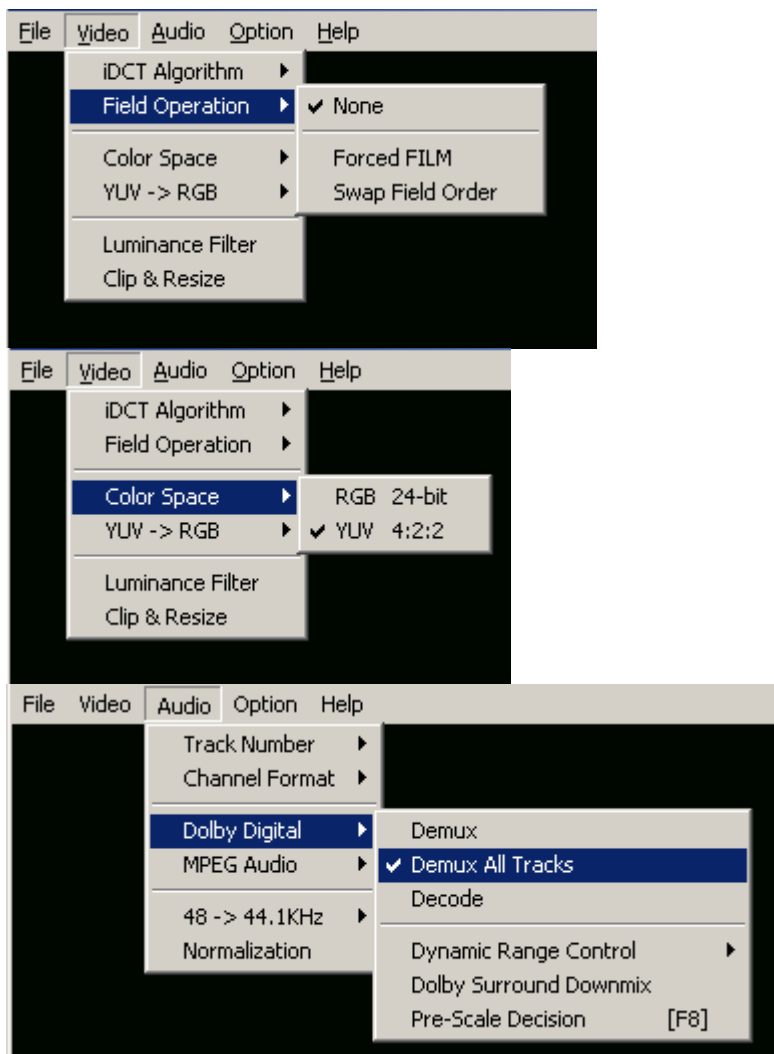 File Video Audio Option Help
iDCT Algorithm
Field Operation
✔ None
Color Space
Forced FILM
YUV -> RGB
Swap Field Order
Luminance Filter
Clip & Resize
File Video Audio Option Help
iDCT Algorithm
Field Operation
Color Space
RGB 24-bit
YUV -> RGB
✔ YUV 4:2:2
Luminance Filter
Clip & Resize
File Video Audio Option Help
Track Number
Channel Format
Dolby Digital
Demux
MPEG Audio
✔ Demux All Tracks
Decode
48 -> 44.1KHz
Normalization
Dynamic Range Control
Dolby Surround Downmix
Pre-Scale Decision [F8]